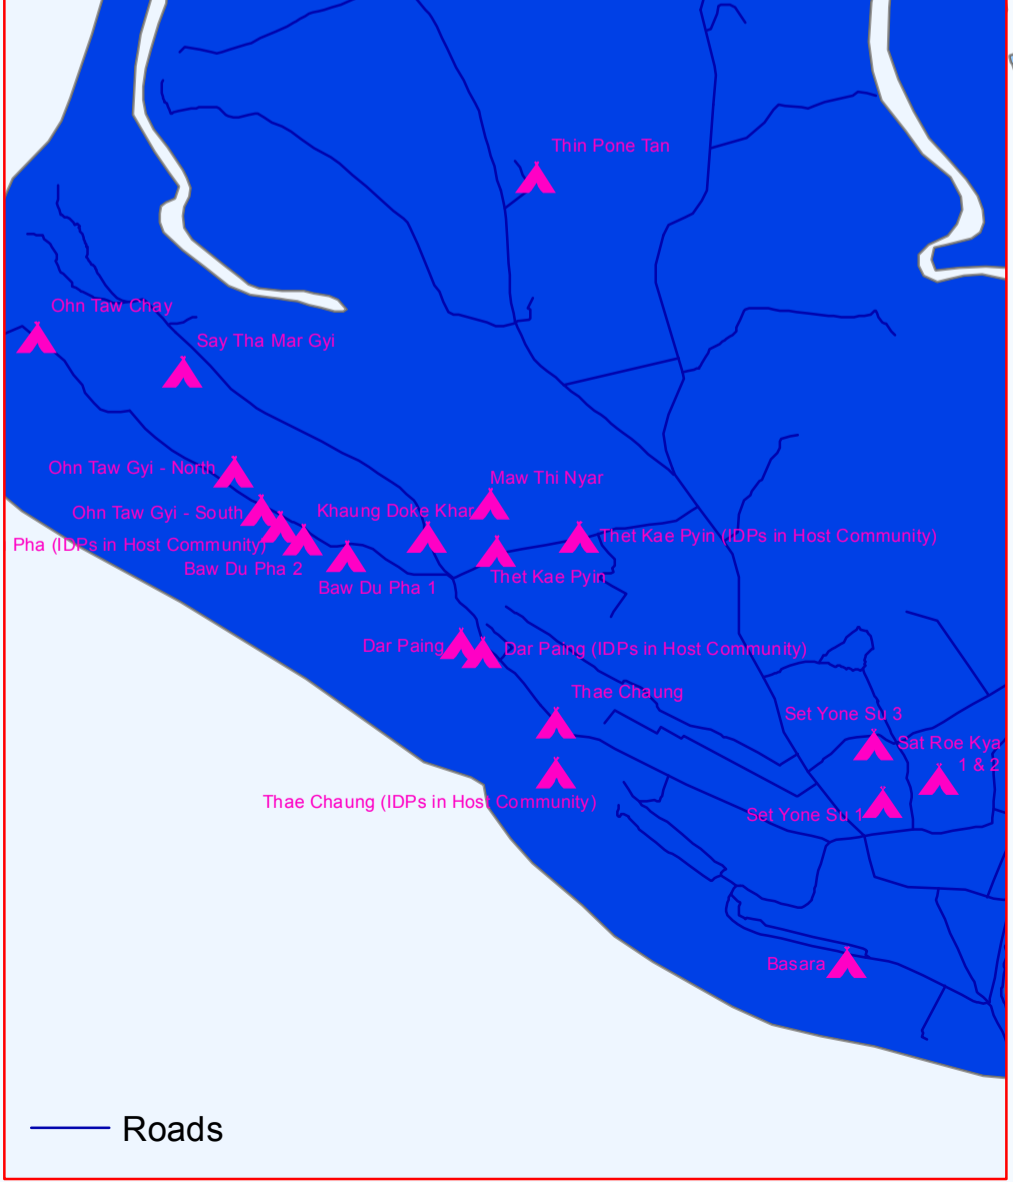 Thin Pone Tan
Ohn Taw Chay
Say Tha Mar Gyi
Ohn Taw Gyi - North
Maw Thi Nyar
Ohn Taw Gyi - South
Khaung Doke Khar
Thet Kae Pyin (IDPs in Host Community)
Pha (IDPs in Host Community)
Baw Du Pha 2
Thet Kae Pyin
Baw Du Pha 1
Dar Paing
Dar Paing (IDPs in Host Community)
Thae Chaung
Set Yone Su 3
Sat Roe Kya
1 & 2
Thae Chaung (IDPs in Host Community)
Set Yone Su 1
Basara
Roads